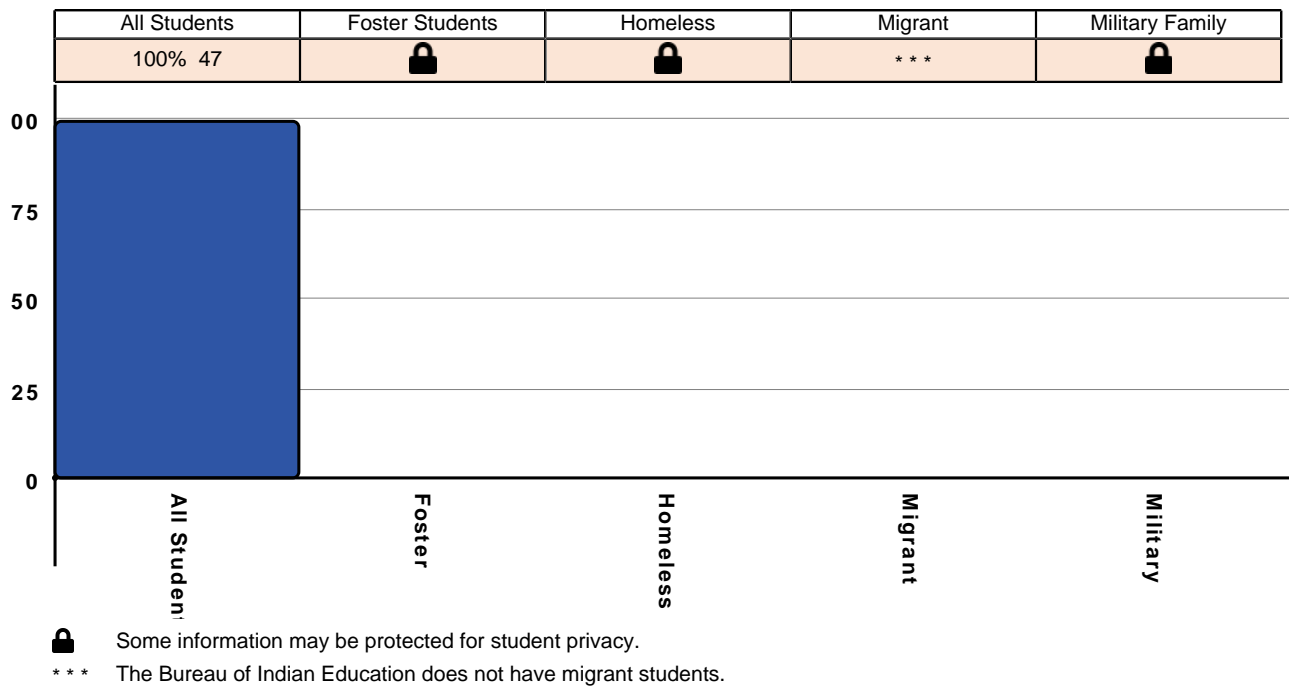 All Students Foster Students Homeless Migrant Military Family
100% 47 * * *
00
75
50
25
0
All Student
Foster
Homeless
Migrant
Military
Some information may be protected for student privacy.
* * * The Bureau of Indian Education does not have migrant students.